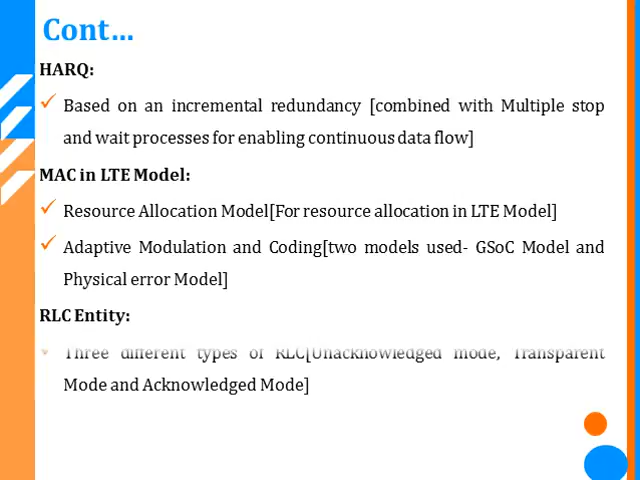 Cont...
HARQ:
Based on an incremental redundancy [combined with Multiple stop
and wait processes for enabling continuous data flow]
MAC in LTE Model:
Resource Allocation Model[For resource allocation in LTE Model]
Adaptive Modulation and Coding[two models used- GSoC Model and
Physical error Model]
RLC Entity:
Three different types of RLC[Unacknowledged mode, Transparent
Mode and Acknowledged Mode]